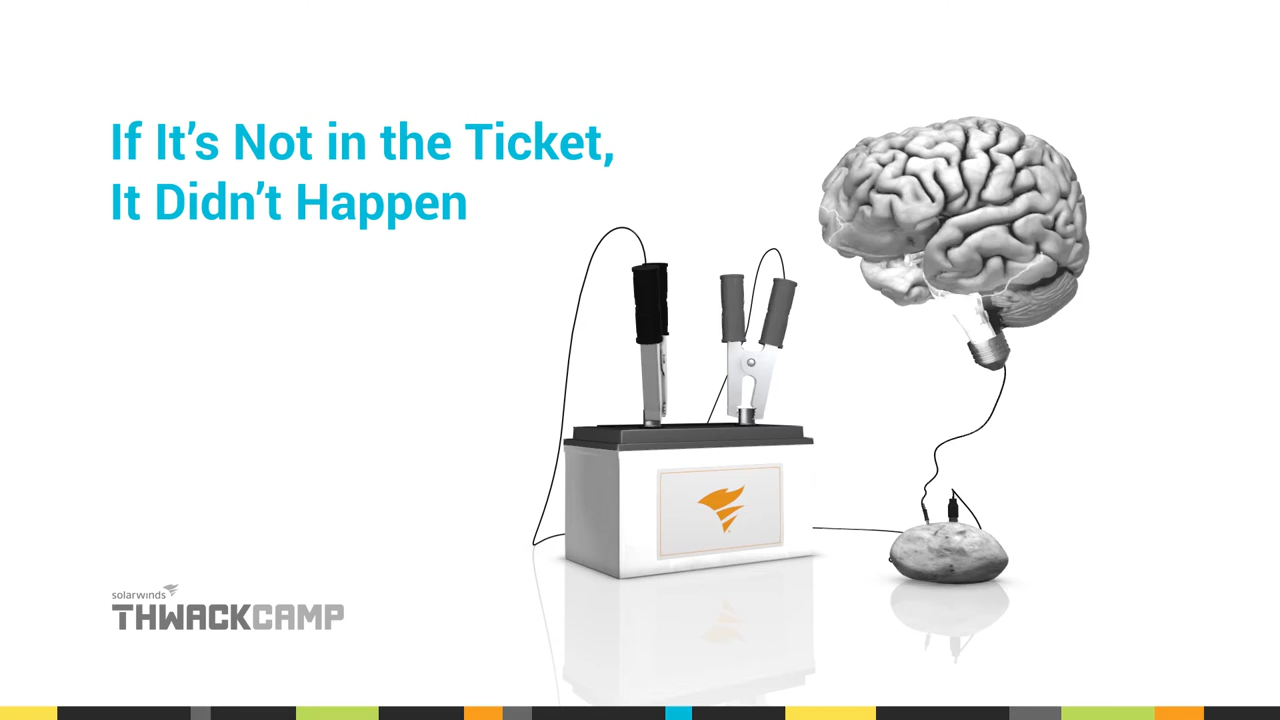 If It’s Not in the Ticket,
It Didn’t Happen
solarwinds
THWACKCAMP